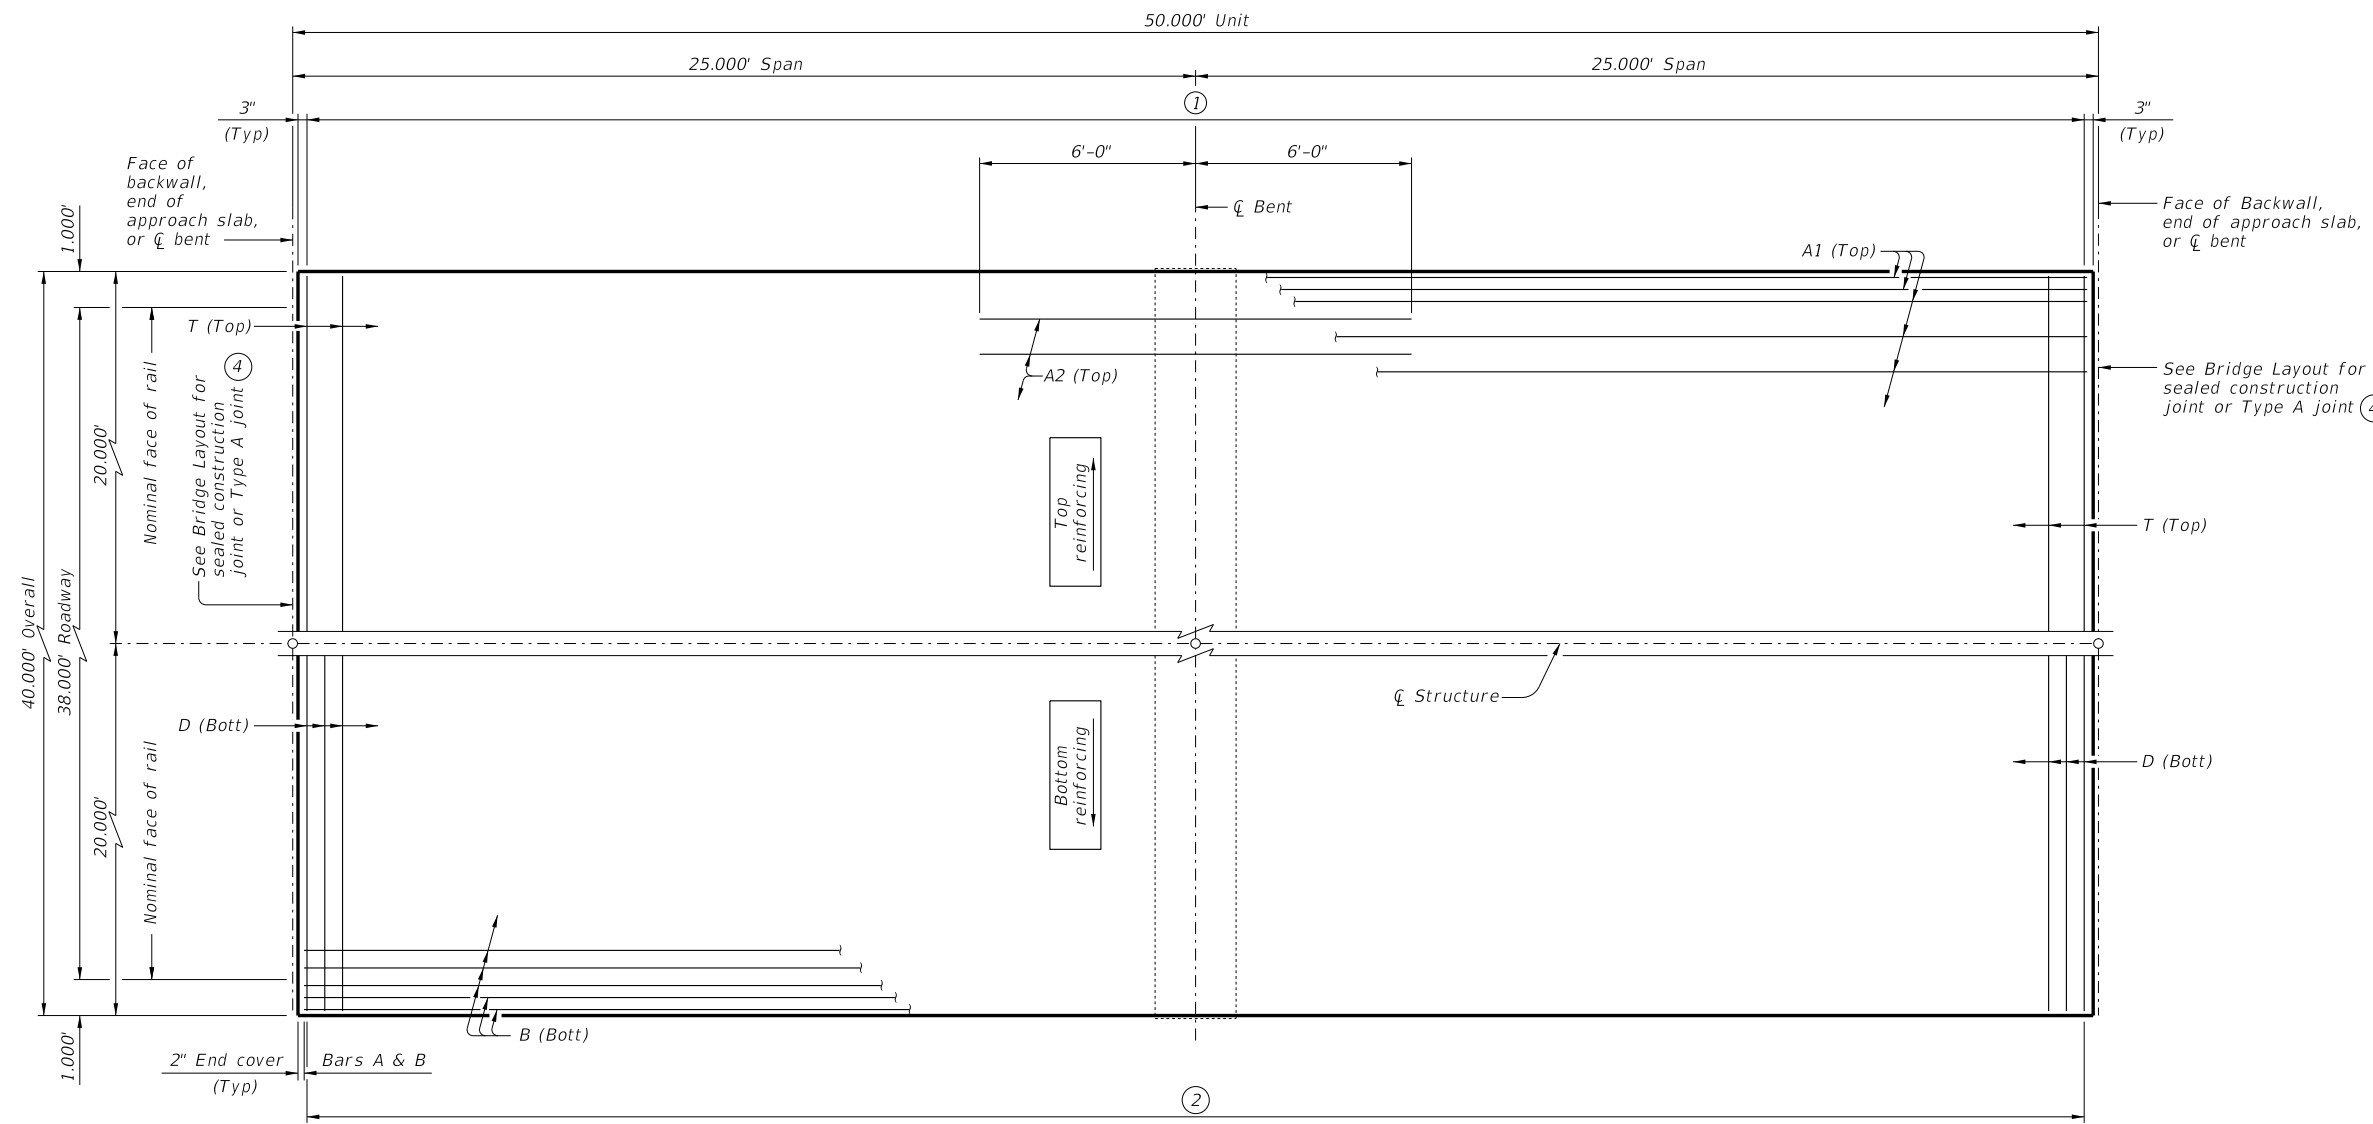 50.000' Unit
25.000' Span
25.000' Span
3"
(Typ)
1
3"
(Typ)
6'-0"
6'-0"
Face of
backwall,
end of
approach slab,
or ℄ bent
1.000'
℄ Bent
Face of Backwall,
end of approach slab,
or ℄ bent
A1 (Top)
T (Top)
A2 (Top)
4
See Bridge Layout for
sealed construction
joint or Type A joint
See Bridge Layout for
sealed construction
joint or Type A joint 4
Nominal face of rail
20.000'
Top
reinforcing
T (Top)
40.000' Overall
38.000' Roadway
℄ Structure
D (Bott)
D (Bott)
Bottom
reinforcing
20.000'
Nominal face of rail
B (Bott)
1.000'
2" End cover
(Typ)
Bars A & B
2